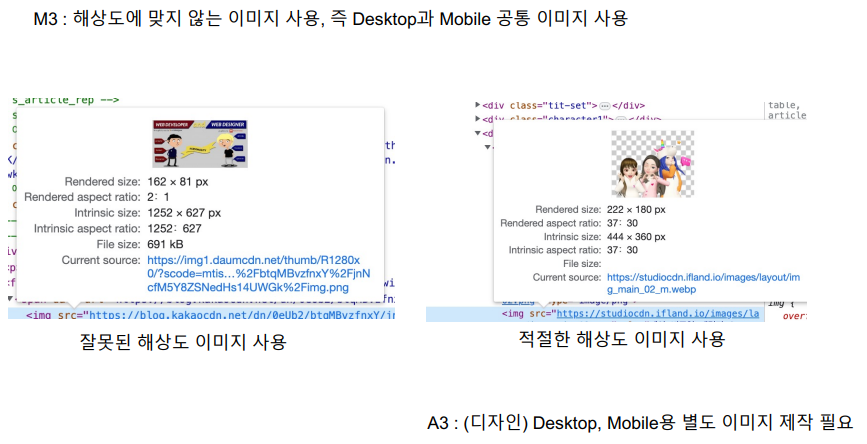 M3 : 해상도에 맞지 않는 이미지 사용, 즉 Desktop과 Mobile 공통 이미지 사용
s_article_rep -->
WEB DEVELOPER
WEB DESIGNER
Rendered size: 162 × 81 px
Rendered aspect ratio: 2∶1
Intrinsic size: 1252 × 627 px
Intrinsic aspect ratio: 1252∶627
File size: 691 kB
Current source: https://img1.daumcdn.net/thumb/R1280x
0/?scode=mtis…%2FbtqMBvzfnxY%2FjnN
cfM5Y8ZSNedHs14UWGk%2Fimg.png
<img src="https://blog.kakaocdn.net/dn/0eUb2/btqMBvzfnxY/jn
잘못된 해상도 이미지 사용
<div class="tit-set">…</div>
<div class="character1">…</div>
table,
article
Rendered size: 222 × 180 px
Rendered aspect ratio: 37∶30
Intrinsic size: 444 × 360 px
Intrinsic aspect ratio: 37∶30
File size:
Current source: https://studiocdn.ifland.io/images/layout/im
g_main_02_m.webp
img {
<img src="https://studiocdn.ifland.io/images/la
over
적절한 해상도 이미지 사용
A3 : (디자인) Desktop, Mobile용 별도 이미지 제작 필요